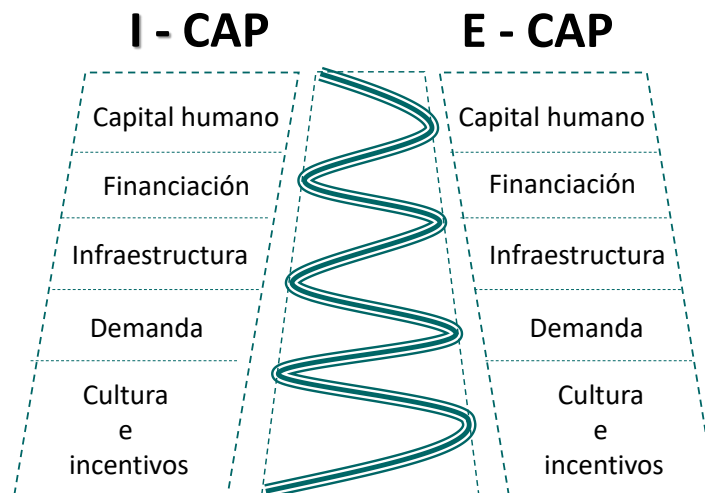 I - CAP
E - CAP
Capital humano
Capital humano
Financiación
Financiación
Infraestructura
Infraestructura
Demanda
Demanda
Cultura
e
incentivos
Cultura
e
incentivos